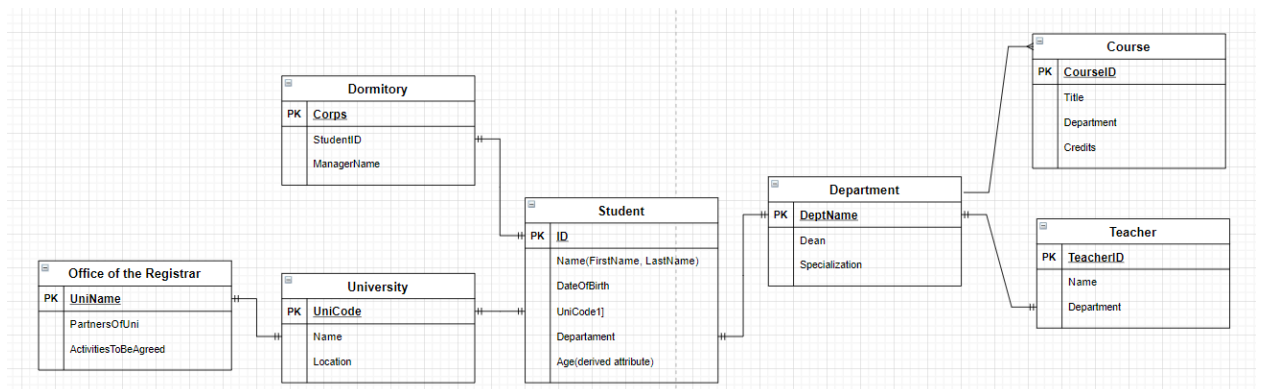 Course
PK CourseID
Title
Department
Credits
Dormitory
PK Corps
StudentID
ManagerName
Department
PK DeptName
Dean
Specialization
Student
PK ID
Name(FirstName, LastName)
DateOfBirth
UniCode1]
Departament
Age(derived attribute)
Teacher
PK TeacherID
Name
Department
Office of the Registrar
PK UniName
PartnersOfUni
ActivitiesToBeAgreed
University
PK UniCode
Name
Location